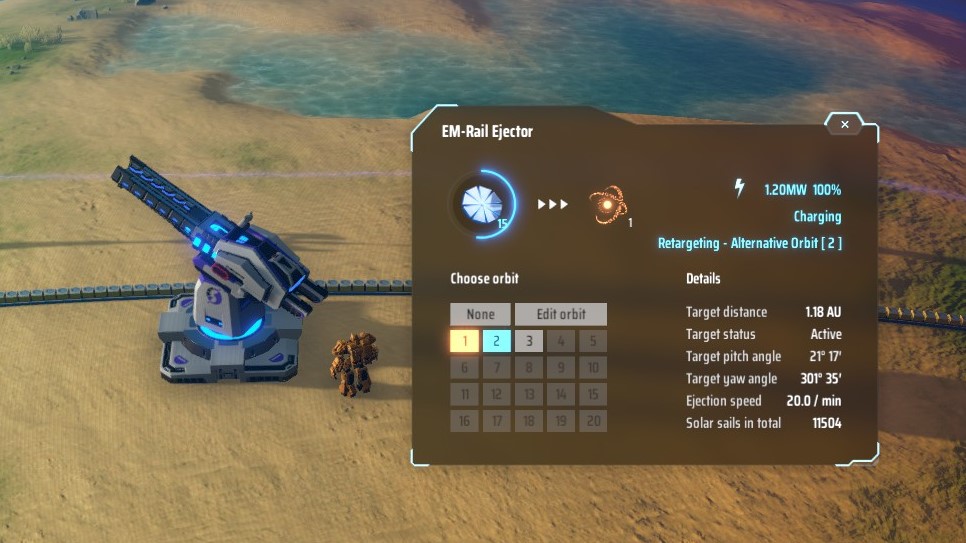 EM-Rail Ejector
×
15
1
1.20MW 100%
Charging
Retargeting - Alternative Orbit [ 2 ]
Choose orbit
None
Edit orbit
1 2 3 4 5
6 7 8 9 10
11 12 13 14 15
16 17 18 19 20
Details
Target distance 1.18 AU
Target status Active
Target pitch angle 21° 17'
Target yaw angle 301° 35'
Ejection speed 20.0 / min
Solar sails in total 11504